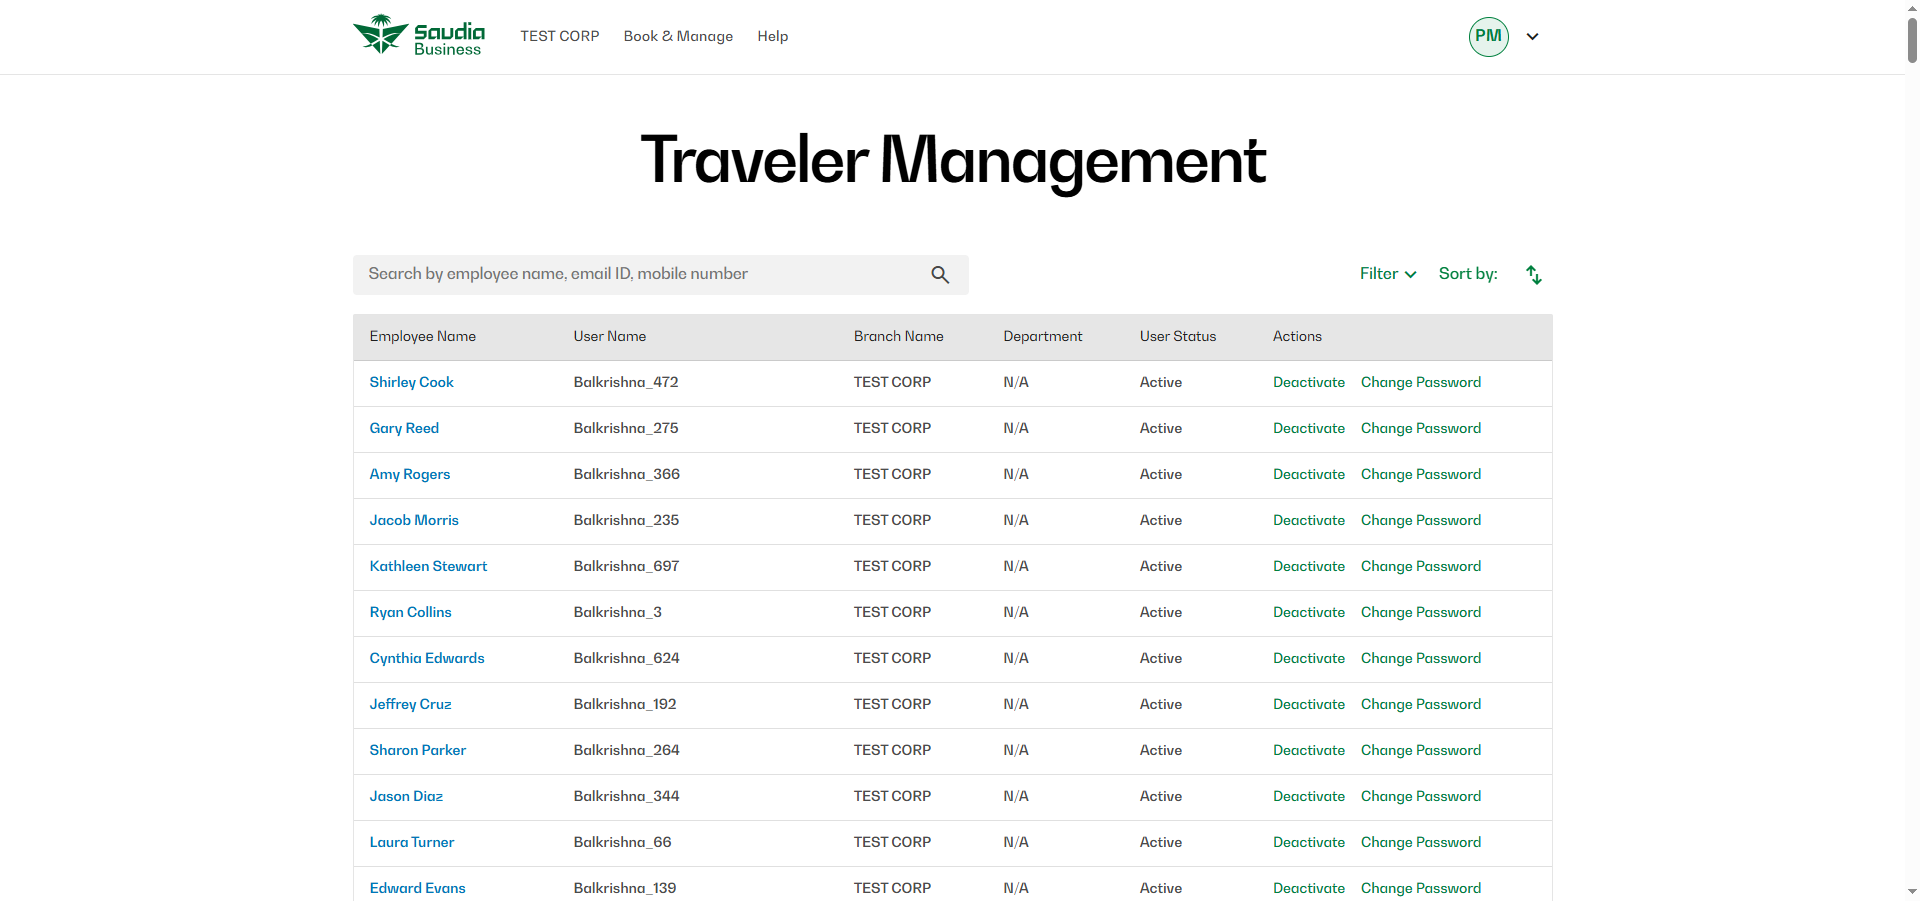 Saudia
Business
TEST CORP Book & Manage Help
PM
Traveler Management
Search by employee name, email ID, mobile number
Filter Sort by:
Employee Name User Name Branch Name Department User Status Actions
Shirley Cook Balkrishna_472 TEST CORP N/A Active Deactivate Change Password
Gary Reed Balkrishna_275 TEST CORP N/A Active Deactivate Change Password
Amy Rogers Balkrishna_366 TEST CORP N/A Active Deactivate Change Password
Jacob Morris Balkrishna_235 TEST CORP N/A Active Deactivate Change Password
Kathleen Stewart Balkrishna_697 TEST CORP N/A Active Deactivate Change Password
Ryan Collins Balkrishna_3 TEST CORP N/A Active Deactivate Change Password
Cynthia Edwards Balkrishna_624 TEST CORP N/A Active Deactivate Change Password
Jeffrey Cruz Balkrishna_192 TEST CORP N/A Active Deactivate Change Password
Sharon Parker Balkrishna_264 TEST CORP N/A Active Deactivate Change Password
Jason Diaz Balkrishna_344 TEST CORP N/A Active Deactivate Change Password
Laura Turner Balkrishna_66 TEST CORP N/A Active Deactivate Change Password
Edward Evans Balkrishna_139 TEST CORP N/A Active Deactivate Change Password